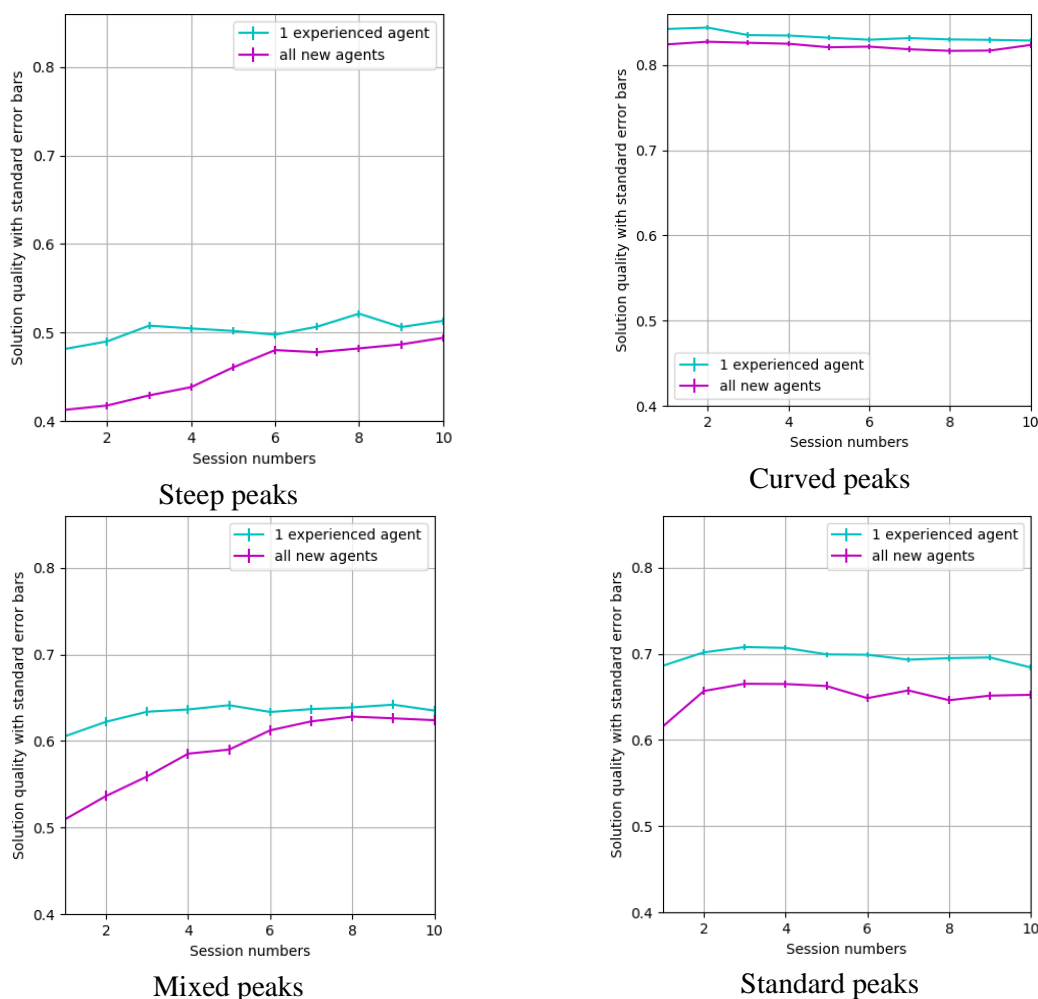 1 experienced agent
all new agents
Solution quality with standard error bars
0.8
0.7
0.6
0.5
0.4
2
4
6
8
10
Session numbers
Steep peaks
1 experienced agent
all new agents
Solution quality with standard error bars
0.8
0.7
0.6
0.5
0.4
2
4
6
8
10
Session numbers
Curved peaks
1 experienced agent
all new agents
Solution quality with standard error bars
0.8
0.7
0.6
0.5
0.4
2
4
6
8
10
Session numbers
Mixed peaks
1 experienced agent
all new agents
Solution quality with standard error bars
0.8
0.7
0.6
0.5
0.4
2
4
6
8
10
Session numbers
Standard peaks